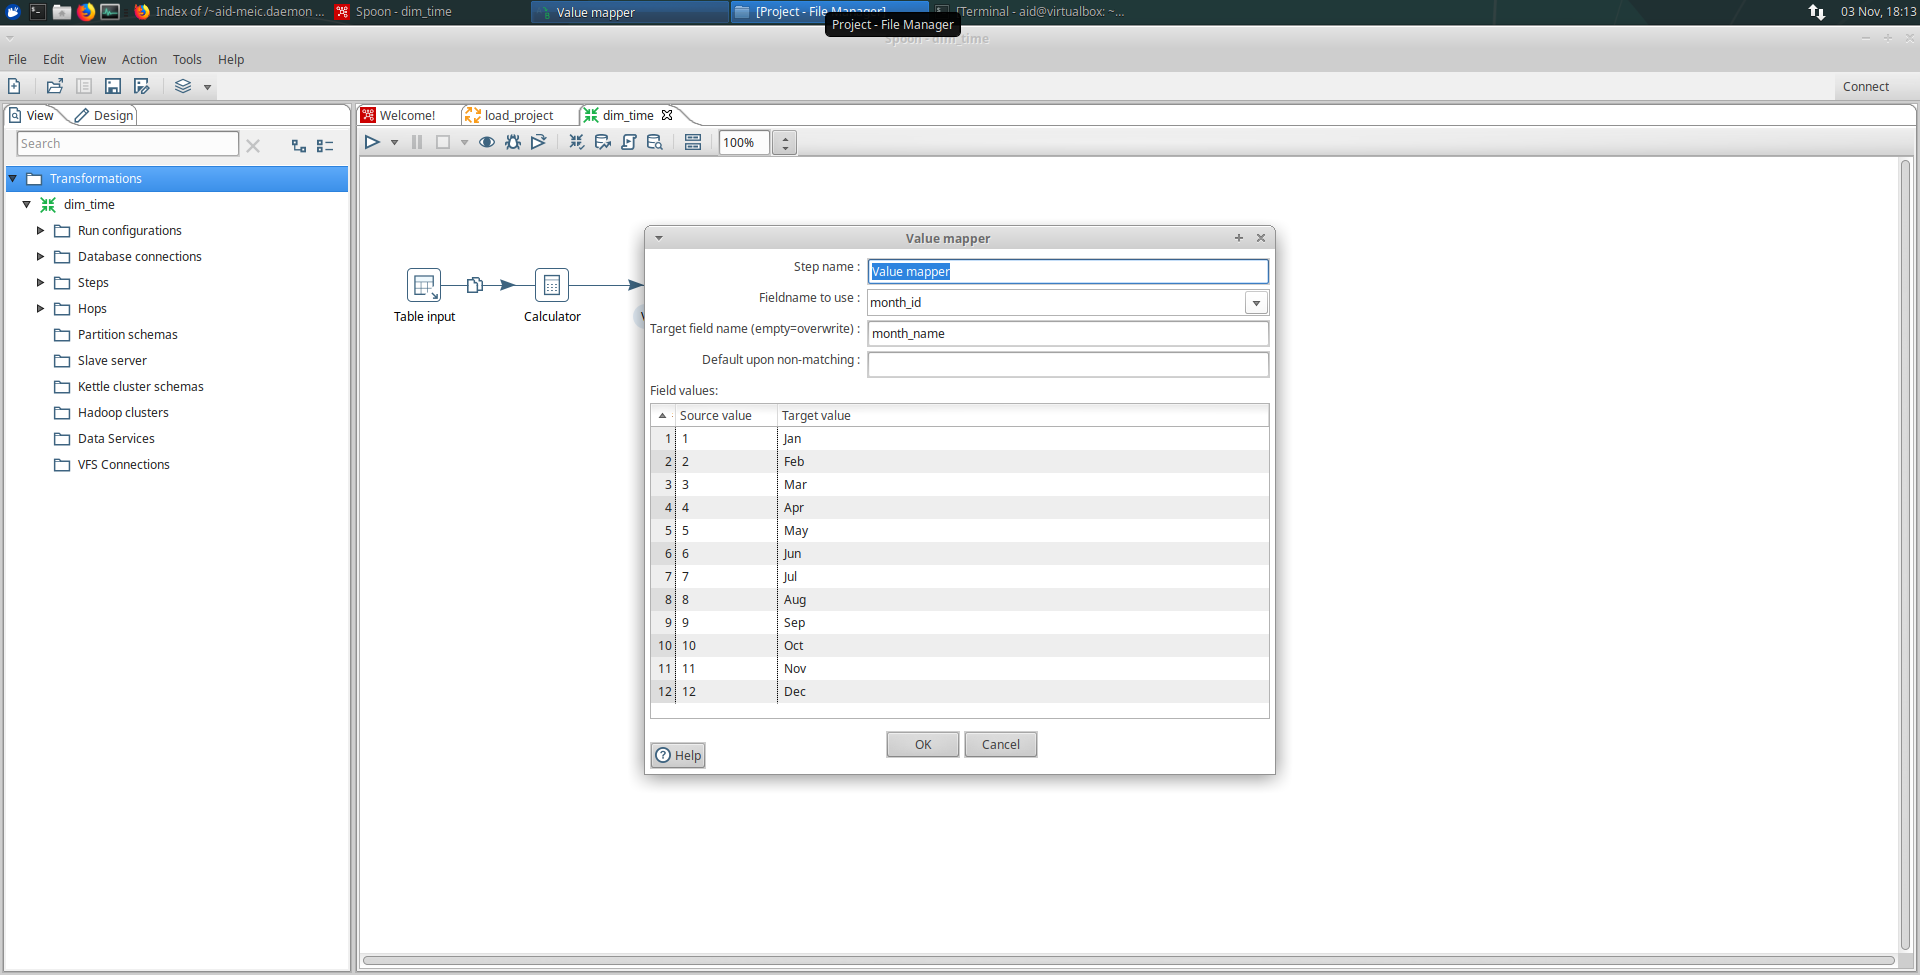 Index of /~aid-meic.daemon ...
Spoon - dim_time
Value mapper
[Project - File Manager]
[Terminal - aid@virtualbox: ~...
03 Nov, 18:13
Project - File Manager
Spoon - dim_time
File Edit View Action Tools Help
Connect
View
Design
Welcome!
load_project
dim_time
Search
100%
Transformations
dim_time
Run configurations
Database connections
Steps
Hops
Partition schemas
Slave server
Kettle cluster schemas
Hadoop clusters
Data Services
VFS Connections
Table input
Calculator
Value mapper
Step name : Value mapper
Fieldname to use : month_id
Target field name (empty=overwrite) : month_name
Default upon non-matching :
Field values:
Source value Target value
1 1 Jan
2 2 Feb
3 3 Mar
4 4 Apr
5 5 May
6 6 Jun
7 7 Jul
8 8 Aug
9 9 Sep
10 10 Oct
11 11 Nov
12 12 Dec
OK
Cancel
Help